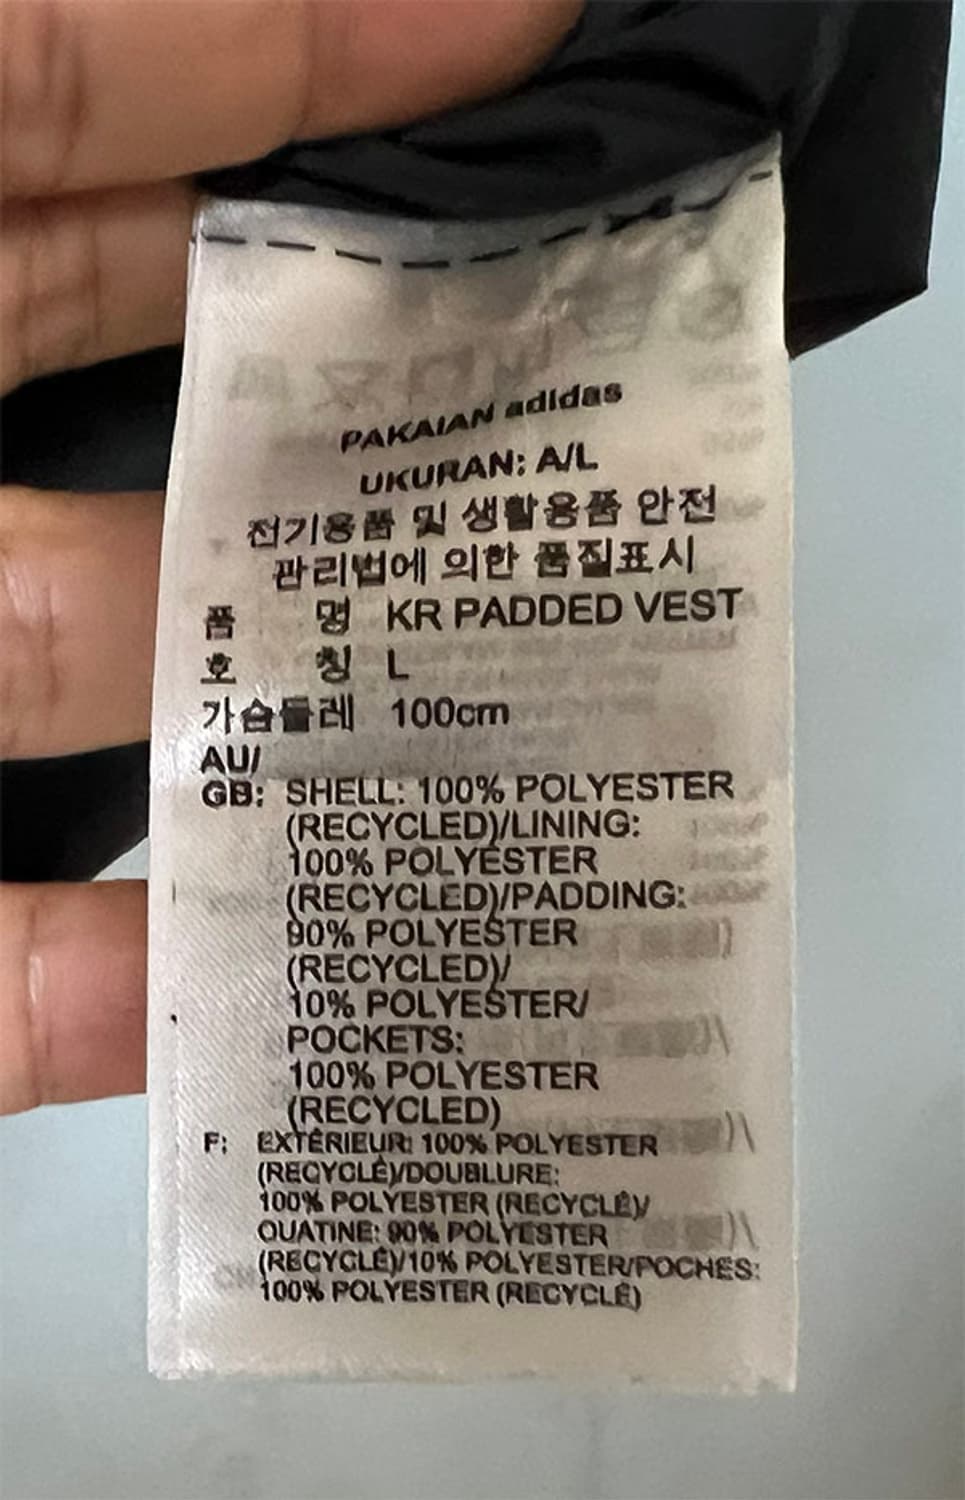 PAKAIAN adidas
UKURAN: A/L
전기용품 및 생활용품 안전
관리법에 의한 품질표시
품 명 KR PADDED VEST
호 칭 L
가슴둘레 100cm
AU/
GB: SHELL: 100% POLYESTER
(RECYCLED)/LINING:
100% POLYESTER
(RECYCLED)/PADDING:
90% POLYESTER
(RECYCLED)/
10% POLYESTER/
POCKETS:
100% POLYESTER
(RECYCLED)
F: EXTÉRIEUR: 100% POLYESTER
(RECYCLÉ)/DOUBLURE:
100% POLYESTER (RECYCLÉ)/
OUATINE: 90% POLYESTER
(RECYCLÉ)/10% POLYESTER/POCHES:
100% POLYESTER (RECYCLÉ)